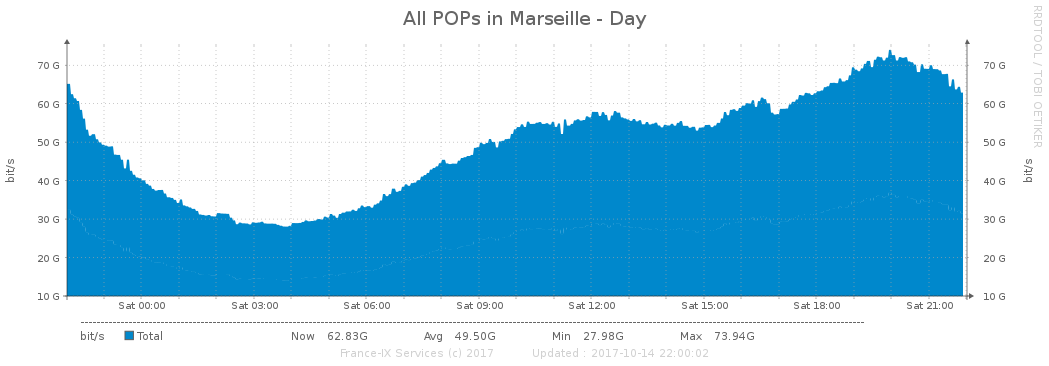 All POPs in Marseille - Day
RRDTOOL / TOBI OETIKER
bit/s
bit/s
70 G
70 G
60 G
60 G
50 G
50 G
40 G
40 G
30 G
30 G
20 G
20 G
10 G
10 G
Sat 00:00 Sat 03:00 Sat 06:00 Sat 09:00 Sat 12:00 Sat 15:00 Sat 18:00 Sat 21:00
bit/s Total Now 62.83G Avg 49.50G Min 27.98G Max 73.94G
France-IX Services (c) 2017 Updated : 2017-10-14 22:00:02